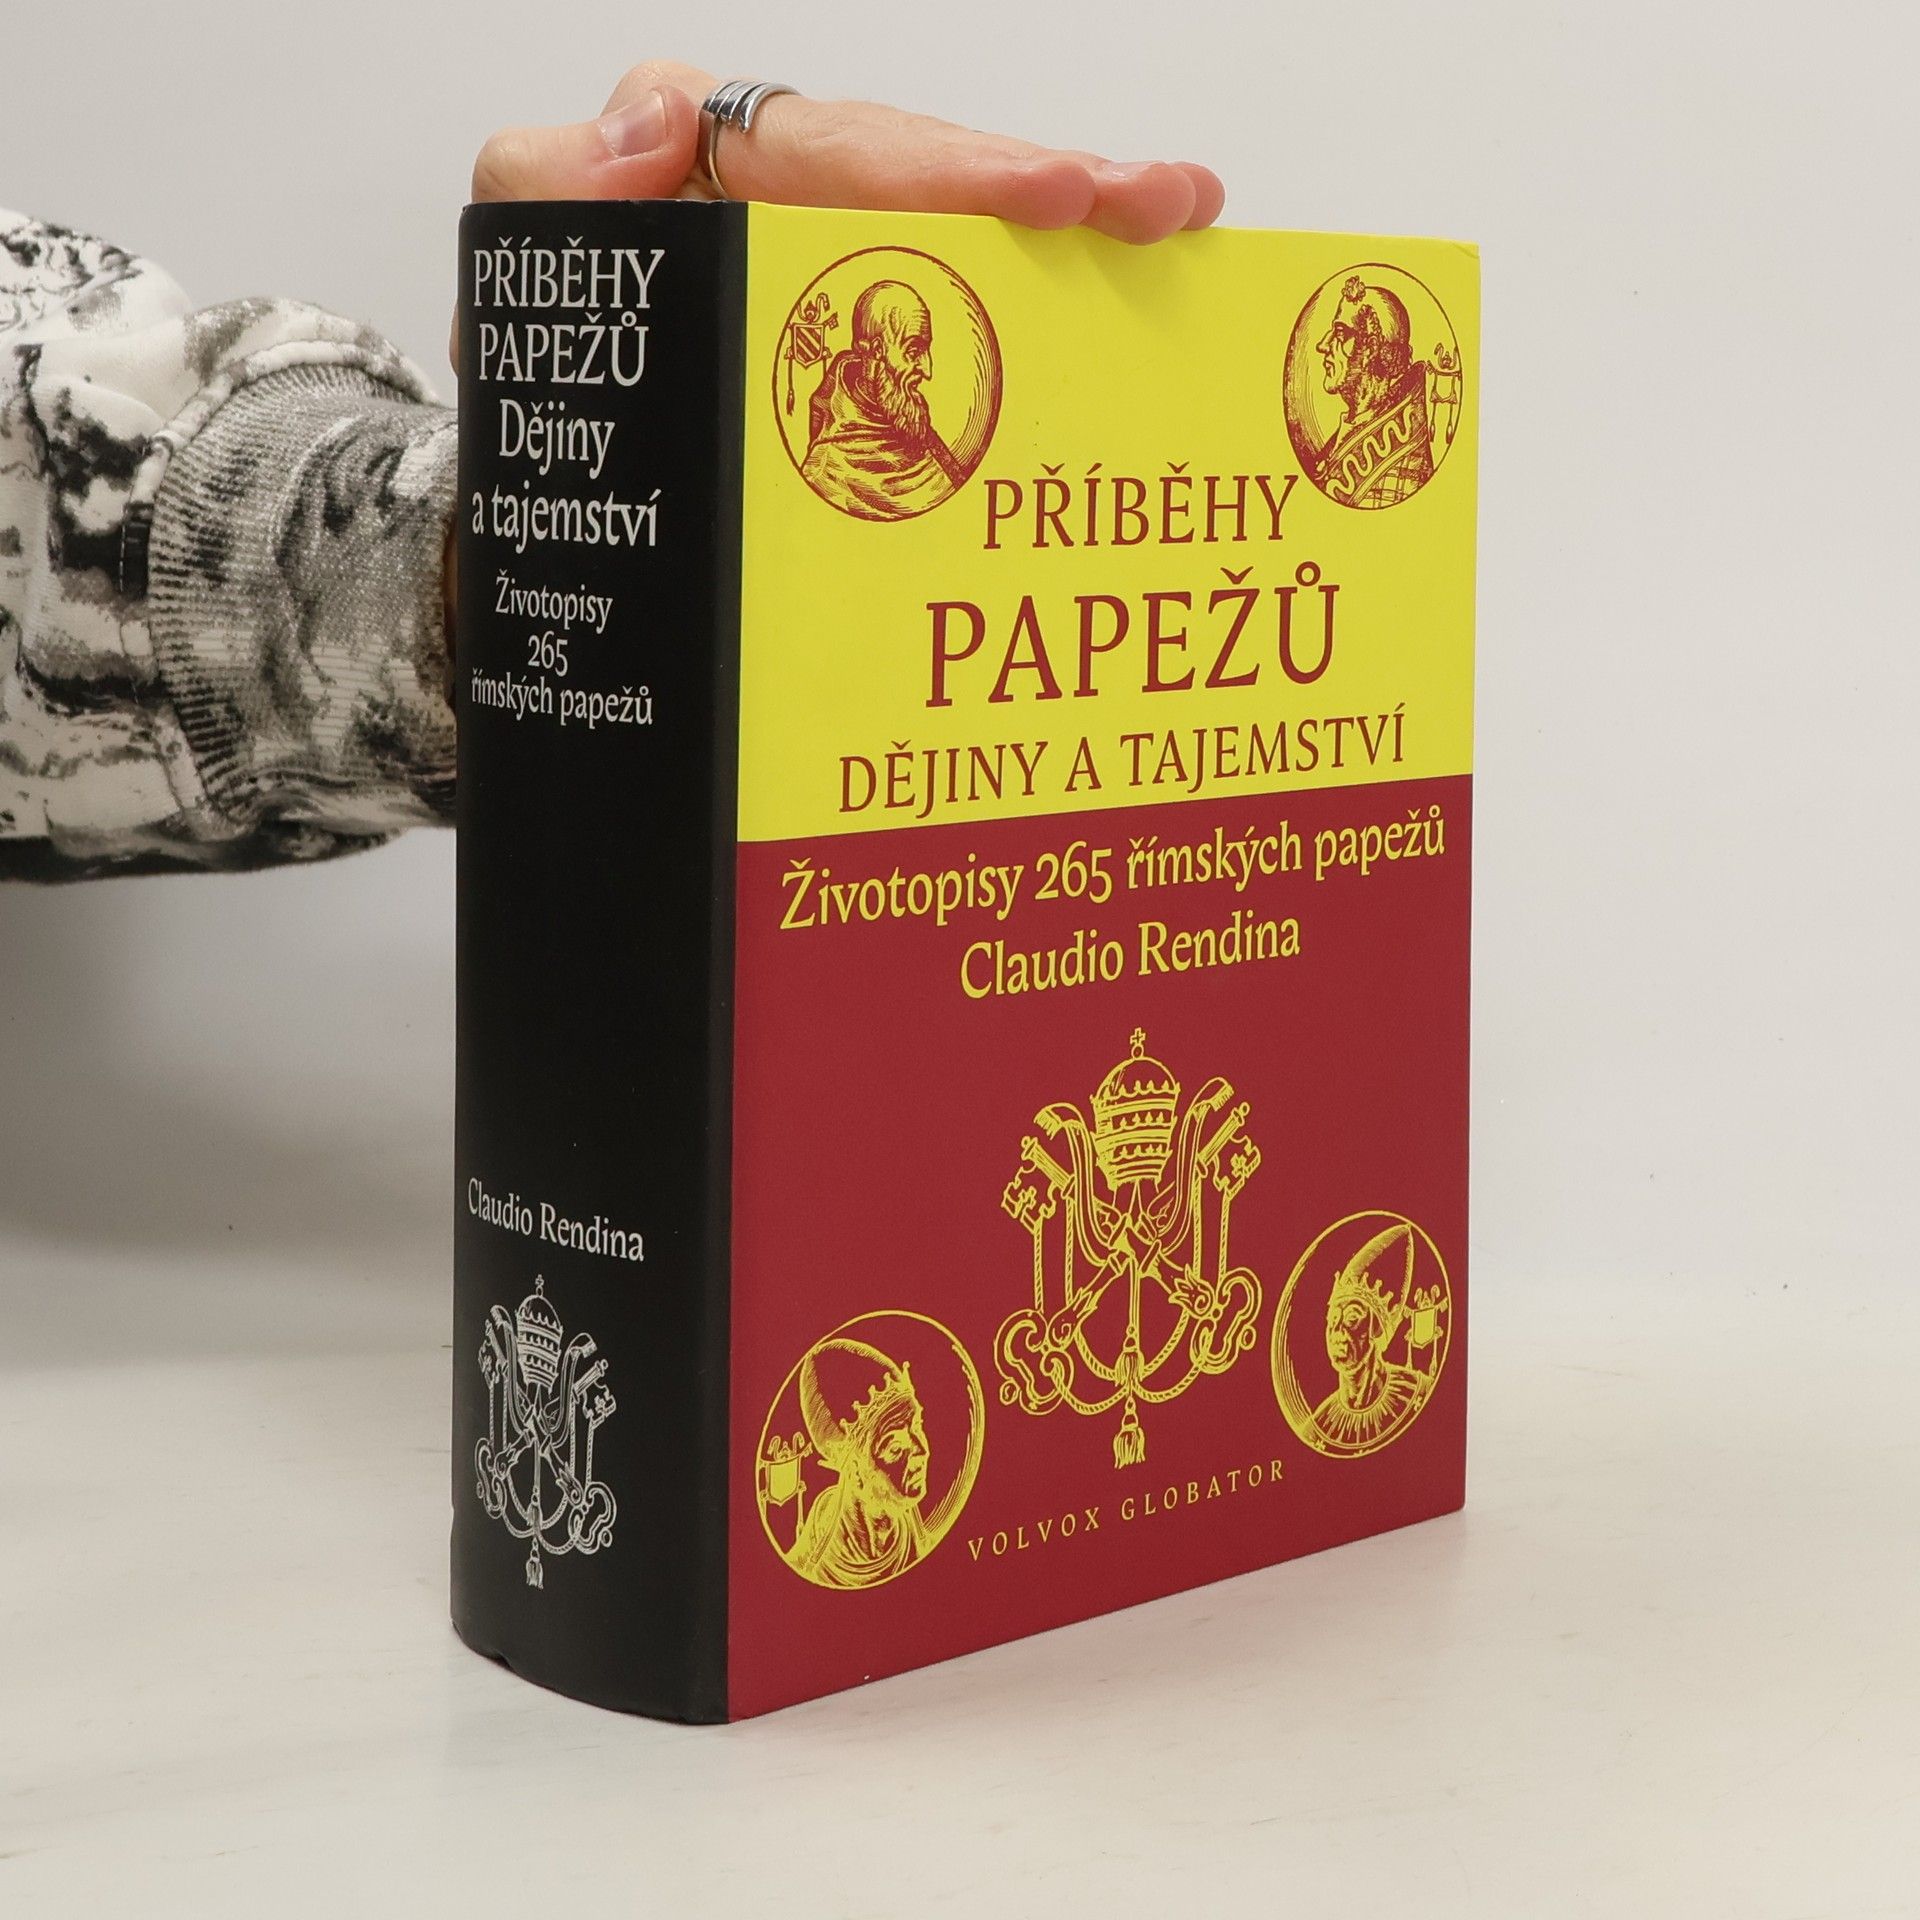 PŘÍBĚHY
PAPEŽŮ
Dějiny
a tajemství
Životopisy
265
římských papežů
Claudio Rendina
PŘÍBĚHY
PAPEŽŮ
DĚJINY A TAJEMSTVÍ
Životopisy 265 římských papežů
Claudio Rendina
VOLVOX GLOBATOR